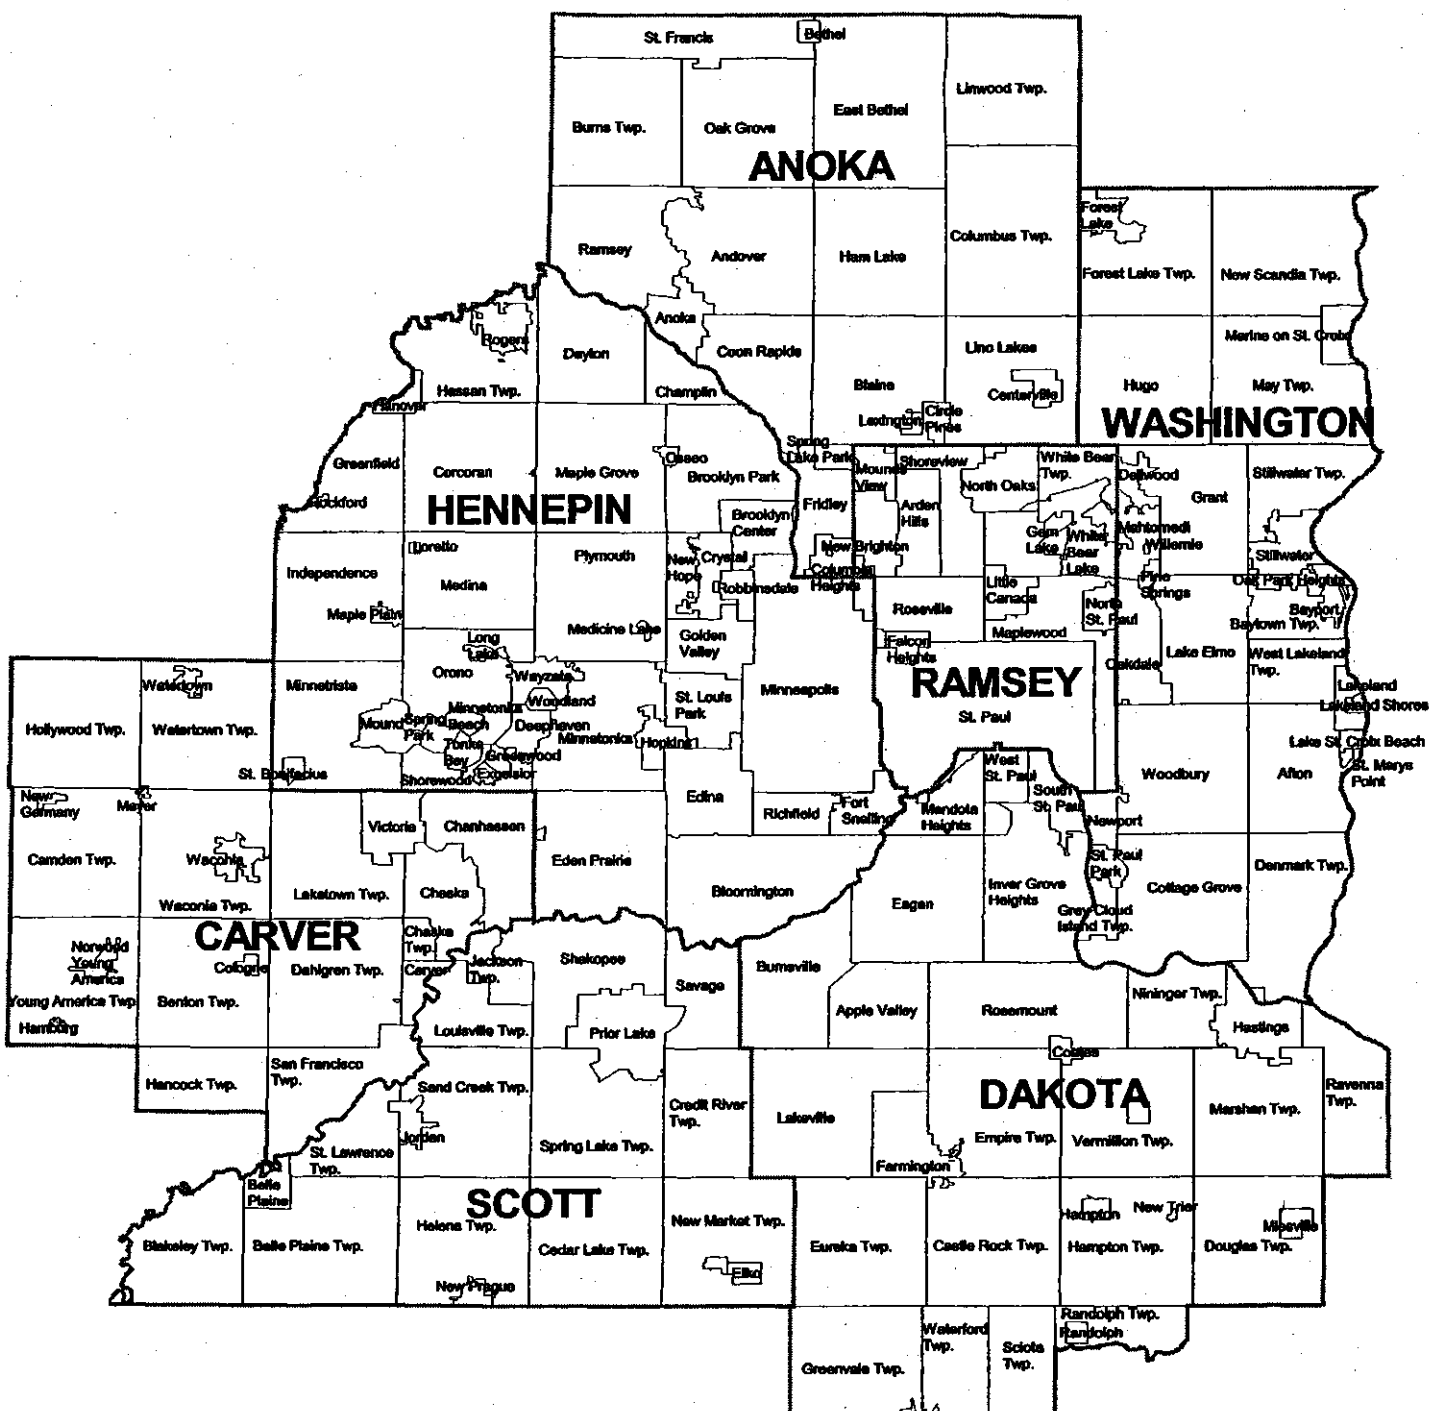 St. Francis
Bethel
Linwood Twp.
East Bethel
Burns Twp.
Oak Grove
ANOKA
Forest
Lake
Ramsey
Andover
Ham Lake
Columbus Twp.
Forest Lake Twp.
New Scandia Twp.
Anoka
Rogers
Dayton
Coon Rapids
Lino Lakes
Marine on St. Croix
Hassan Twp.
Champlin
Blaine
Centerville
Hugo
May Twp.
Hanover
Lexington
Circle
Pines
WASHINGTON
Spring
Lake Park
Greenfield
Corcoran
Maple Grove
Osseo
Brooklyn Park
Mounds
View
Shoreview
White Bear
Twp.
Dellwood
Stillwater Twp.
North Oaks
Grant
Rockford
HENNEPIN
Brooklyn
Center
Fridley
Arden
Hills
Gem
Lake
White
Bear
Lake
Mahtomedi
Willernie
Loretto
Plymouth
New
Hope
Crystal
New Brighton
Stillwater
Independence
Medina
Robbinsdale
Columbia
Heights
Little
Canada
Pine
Springs
Oak Park Heights
Maple Plain
Medicine Lake
Roseville
North
St. Paul
Bayport
Baytown Twp.
Long
Lake
Golden
Valley
Falcon
Heights
Maplewood
Oakdale
Lake Elmo
West Lakeland
Twp.
Orono
Wayzata
RAMSEY
Minnetrista
Woodland
St. Louis
Park
Minneapolis
Lakeland
Lakeland Shores
Watertown
Hollywood Twp.
Watertown Twp.
Mound
Spring
Park
Minnetonka
Beach
Deephaven
Minnetonka
Hopkins
St. Paul
Lake St. Croix Beach
Tonka
Bay
Greenwood
Excelsior
Shorewood
St. Bonifacius
West
St. Paul
Woodbury
Afton
St. Marys
Point
New
Germany
Mayer
Edina
Richfield
Fort
Snelling
Mendota
Heights
South
St. Paul
Newport
Victoria
Chanhassen
Camden Twp.
Waconia
Eden Prairie
St. Paul
Park
Denmark Twp.
Laketown Twp.
Chaska
Bloomington
Inver Grove
Heights
Cottage Grove
Waconia Twp.
Eagan
Grey Cloud
Island Twp.
CARVER
Chaska
Twp.
Norwood
Young
America
Cologne
Dahlgren Twp.
Carver
Jackson
Twp.
Shakopee
Burnsville
Savage
Young America Twp.
Benton Twp.
Apple Valley
Rosemount
Nininger Twp.
Hamburg
Louisville Twp.
Prior Lake
Hastings
Coates
Hancock Twp.
San Francisco
Twp.
Sand Creek Twp.
DAKOTA
Ravenna
Twp.
Credit River
Twp.
Lakeville
Marshan Twp.
Jordan
Spring Lake Twp.
Empire Twp.
Vermillion Twp.
St. Lawrence
Twp.
Farmington
Belle
Plaine
SCOTT
Hampton
New Trier
Miesville
Helena Twp.
New Market Twp.
Blakeley Twp.
Belle Plaine Twp.
Cedar Lake Twp.
Eureka Twp.
Castle Rock Twp.
Hampton Twp.
Douglas Twp.
Elko
New Prague
Randolph Twp.
Randolph
Waterford
Twp.
Sciota
Twp.
Greenvale Twp.